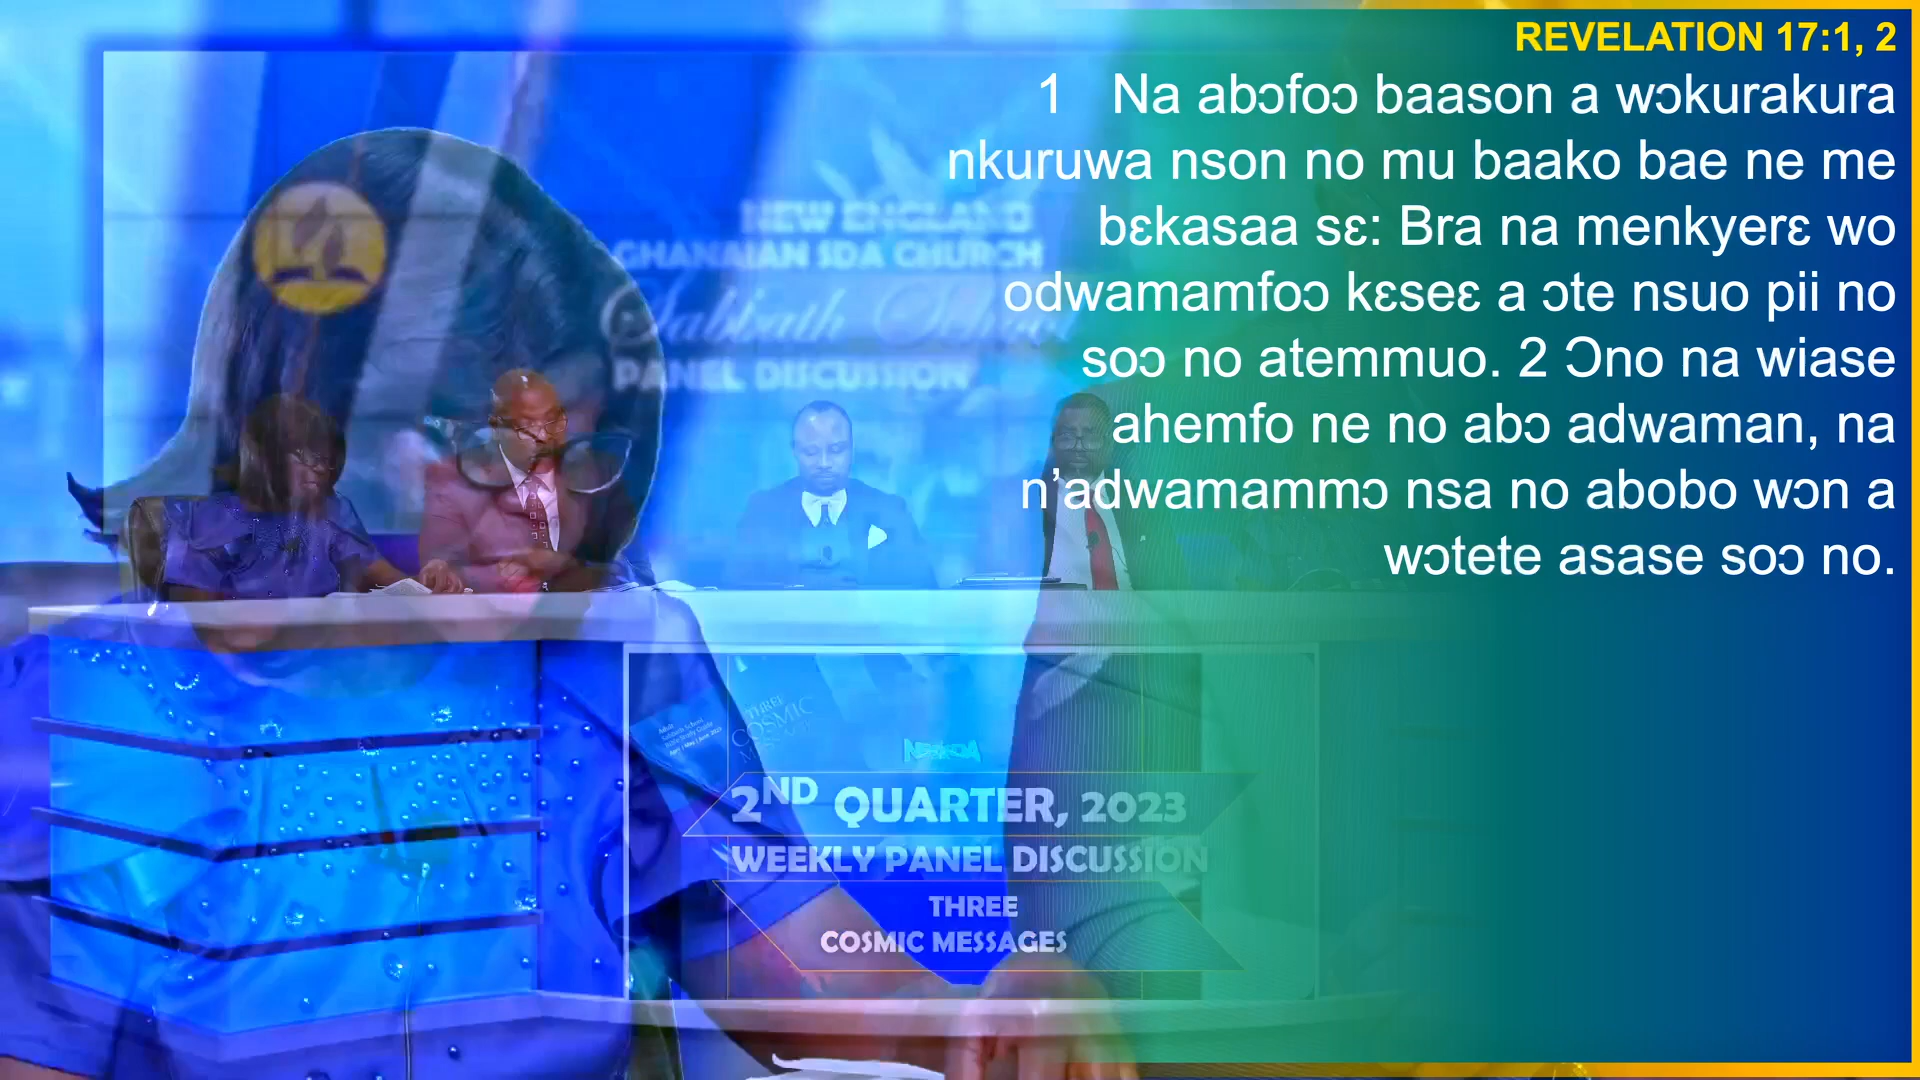 REVELATION 17:1, 2
1 Na abɔfoɔ baason a wɔkurakura
nkuruwa nson no mu baako bae ne me
bɛkasaa sɛ: Bra na menkyerɛ wo
odwamamfoɔ kɛseɛ a ɔte nsuo pii no
soɔ no atemmuo. 2 Ɔno na wiase
ahemfo ne no abɔ adwaman, na
n’adwamammɔ nsa no abobo wɔn a
wɔtete asase soɔ no.
NEW ENGLAND
GHANAIAN SDA CHURCH
Sabbath School
PANEL DISCUSSION
THREE
COSMIC
2ND QUARTER, 2023
WEEKLY PANEL DISCUSSION
THREE
COSMIC MESSAGES